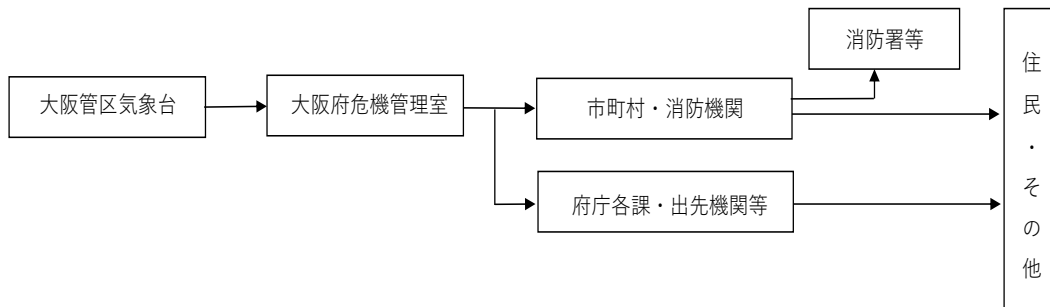 消防署等
大阪管区気象台
大阪府危機管理室
市町村・消防機関
府庁各課・出先機関等
住民・その他